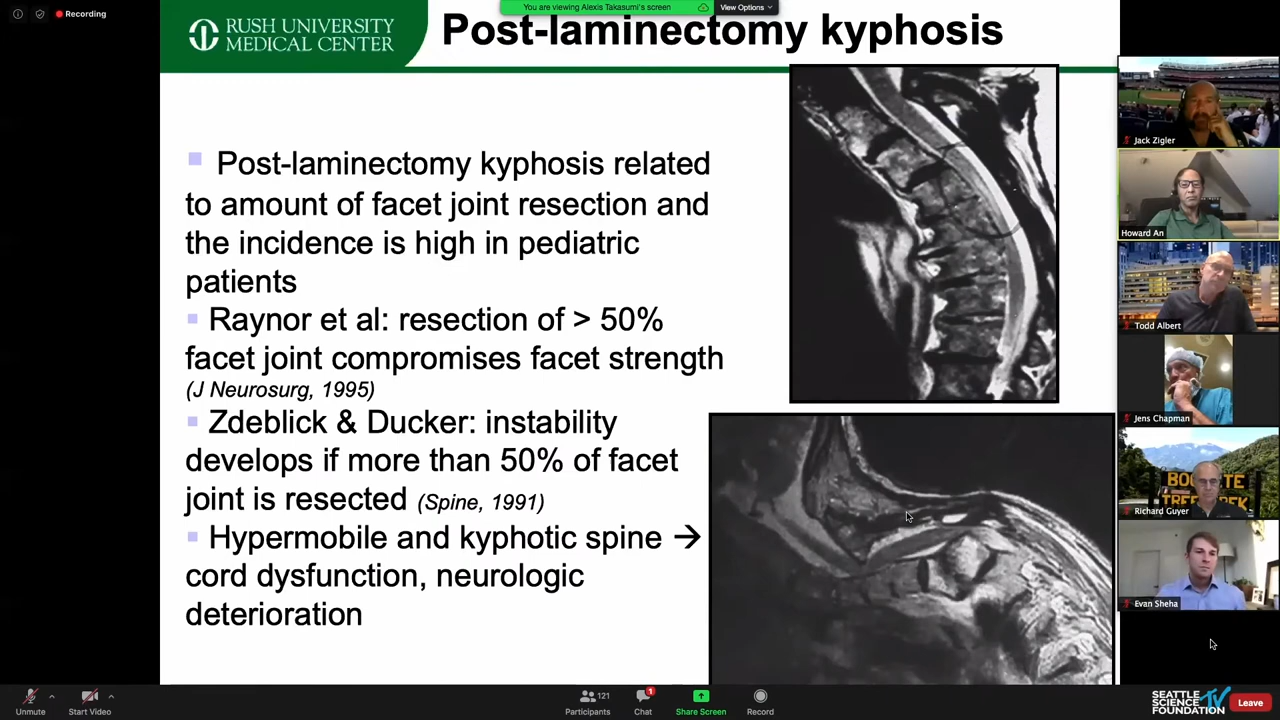 Recording
You are viewing Alexis Takasumi's screen
View Options
RUSH UNIVERSITY
MEDICAL CENTER
Post-laminectomy kyphosis
Post-laminectomy kyphosis related
to amount of facet joint resection and
the incidence is high in pediatric
patients
Raynor et al: resection of > 50%
facet joint compromises facet strength
(J Neurosurg, 1995)
Zdeblick & Ducker: instability
develops if more than 50% of facet
joint is resected (Spine, 1991)
Hypermobile and kyphotic spine →
cord dysfunction, neurologic
deterioration
Jack Zigler
Howard An
Todd Albert
Jens Chapman
Richard Guyer
Evan Sheha
Unmute
Start Video
121
Participants
1
Chat
Share Screen
Record
SEATTLE
SCIENCE
FOUNDATION
TV
Leave